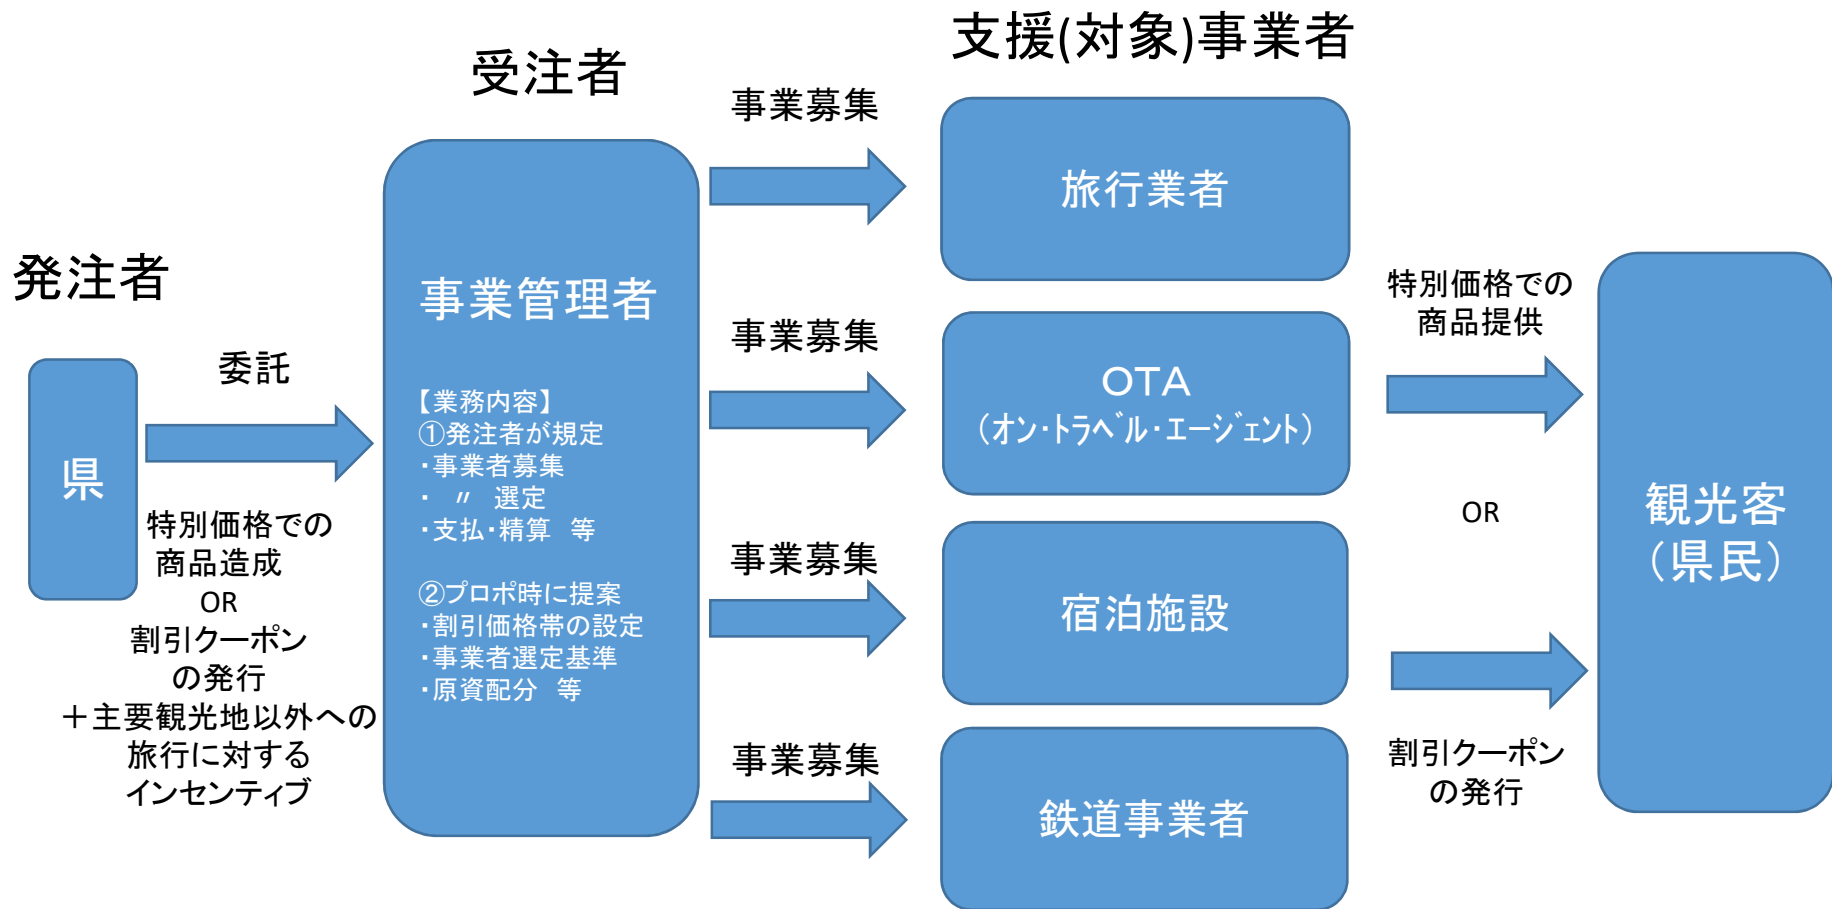 発注者
県
委託
特別価格での
商品造成
OR
割引クーポン
の発行
＋主要観光地以外への
旅行に対する
インセンティブ
受注者
事業管理者
【業務内容】
①発注者が規定
・事業者募集
・ 〃 選定
・支払・精算　等
②プロポ時に提案
・割引価格帯の設定
・事業者選定基準
・原資配分　等
事業募集
事業募集
事業募集
事業募集
支援(対象)事業者
旅行業者
ＯＴＡ
（ｵﾝ･ﾄﾗﾍﾞﾙ･ｴｰｼﾞｪﾝﾄ）
宿泊施設
鉄道事業者
特別価格での
商品提供
OR
割引クーポン
の発行
観光客
（県民）